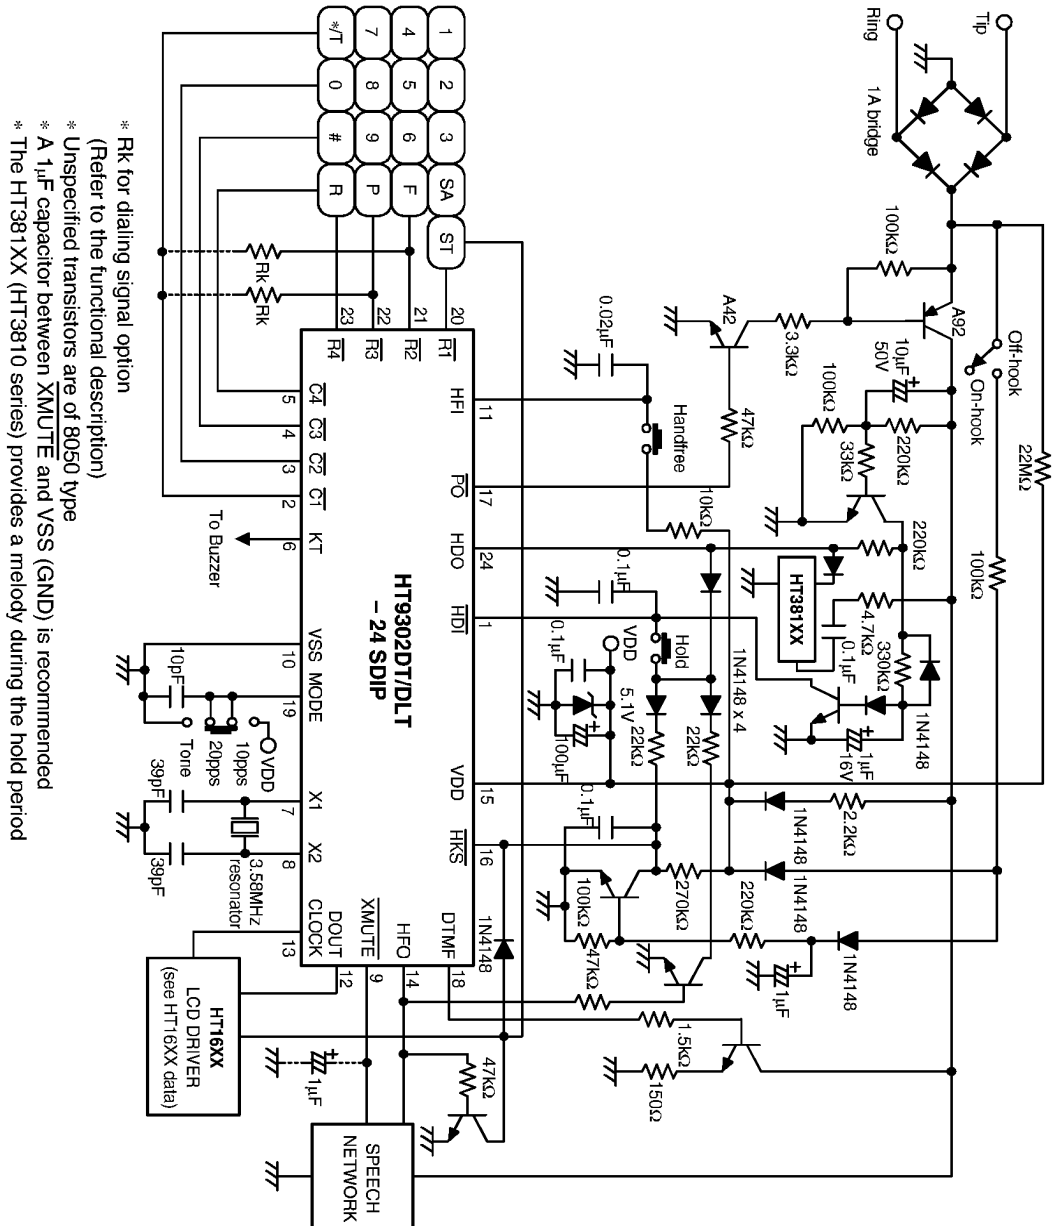 Tip
Ring
1A bridge
100kΩ
A92
Off-hook
On-hook
22MΩ
100kΩ
A42
3.3kΩ
47kΩ
10μF
50V
+
100kΩ
220kΩ
33kΩ
0.02μF
Handfree
10kΩ
220kΩ
HT381XX
4.7kΩ
0.1μF
330kΩ
1N4148
1μF
16V
+
0.1μF
Hold
VDD
0.1μF
5.1V
100μF
+
1N4148 x 4
22kΩ
22kΩ
2.2kΩ
1N4148
1N4148
0.1μF
270kΩ
220kΩ
100kΩ
47kΩ
1N4148
1μF
+
1.5kΩ
150Ω
1N4148
47kΩ
1
2
3
SA
ST
4
5
6
F
7
8
9
P
*/T
0
#
R
Rk
Rk
HT9302DT/DLT
– 24 SDIP
R1
20
R2
21
R3
22
R4
23
HFI
11
PO
17
HDO
24
HDI
1
VDD
15
HKS
16
DTMF
18
HFO
14
XMUTE
9
DOUT
12
CLOCK
13
C4
5
C3
4
C2
3
C1
2
KT
6
To Buzzer
VSS
10
MODE
19
X1
7
X2
8
10pF
Tone
20pps
10pps
VDD
39pF
39pF
3.58MHz
resonator
HT16XX
LCD DRIVER
(see HT16XX data)
1μF
+
SPEECH
NETWORK
* Rk for dialing signal option
(Refer to the functional description)
* Unspecified transistors are of 8050 type
* A 1μF capacitor between XMUTE and VSS (GND) is recommended
* The HT381XX (HT3810 series) provides a melody during the hold period